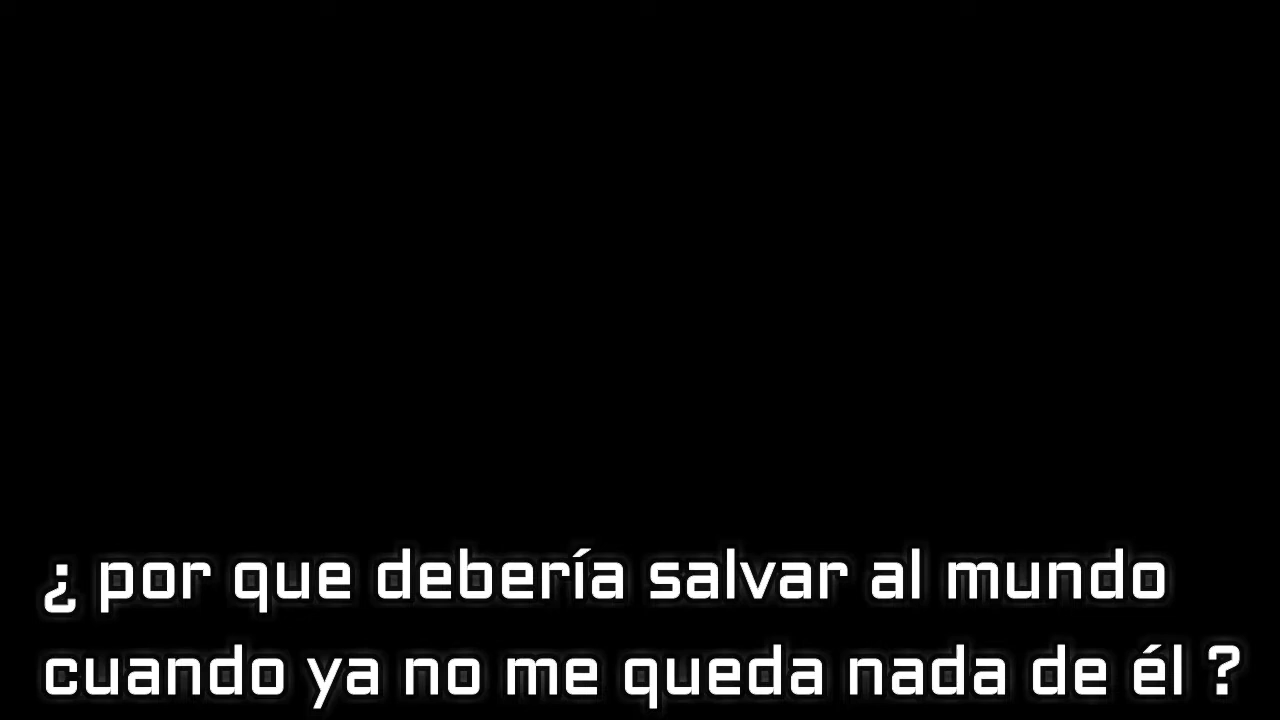 ¿ por que debería salvar al mundo
cuando ya no me queda nada de él ?